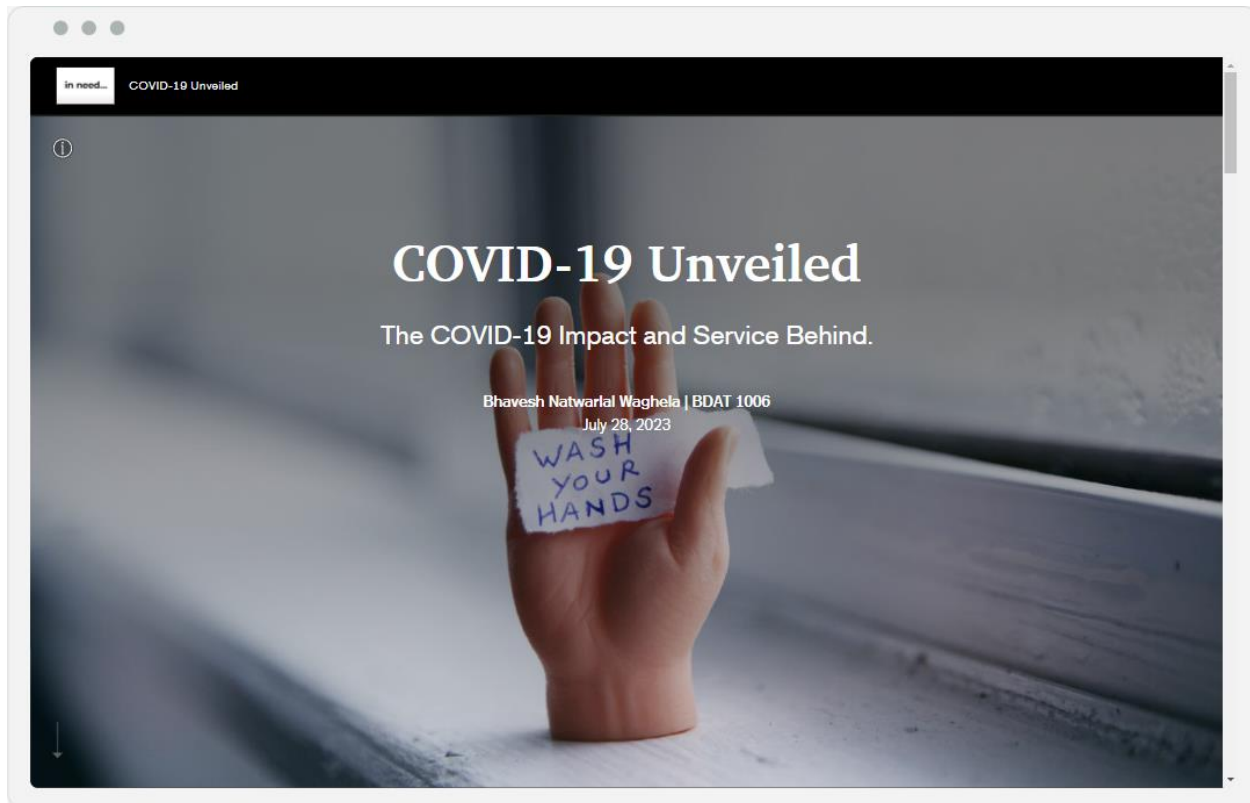 in need...
COVID-19 Unveiled
COVID-19 Unveiled
The COVID-19 Impact and Service Behind.
Bhavesh Natwarlal Waghela | BDAT 1006
July 28, 2023
WASH
YOUR
HANDS